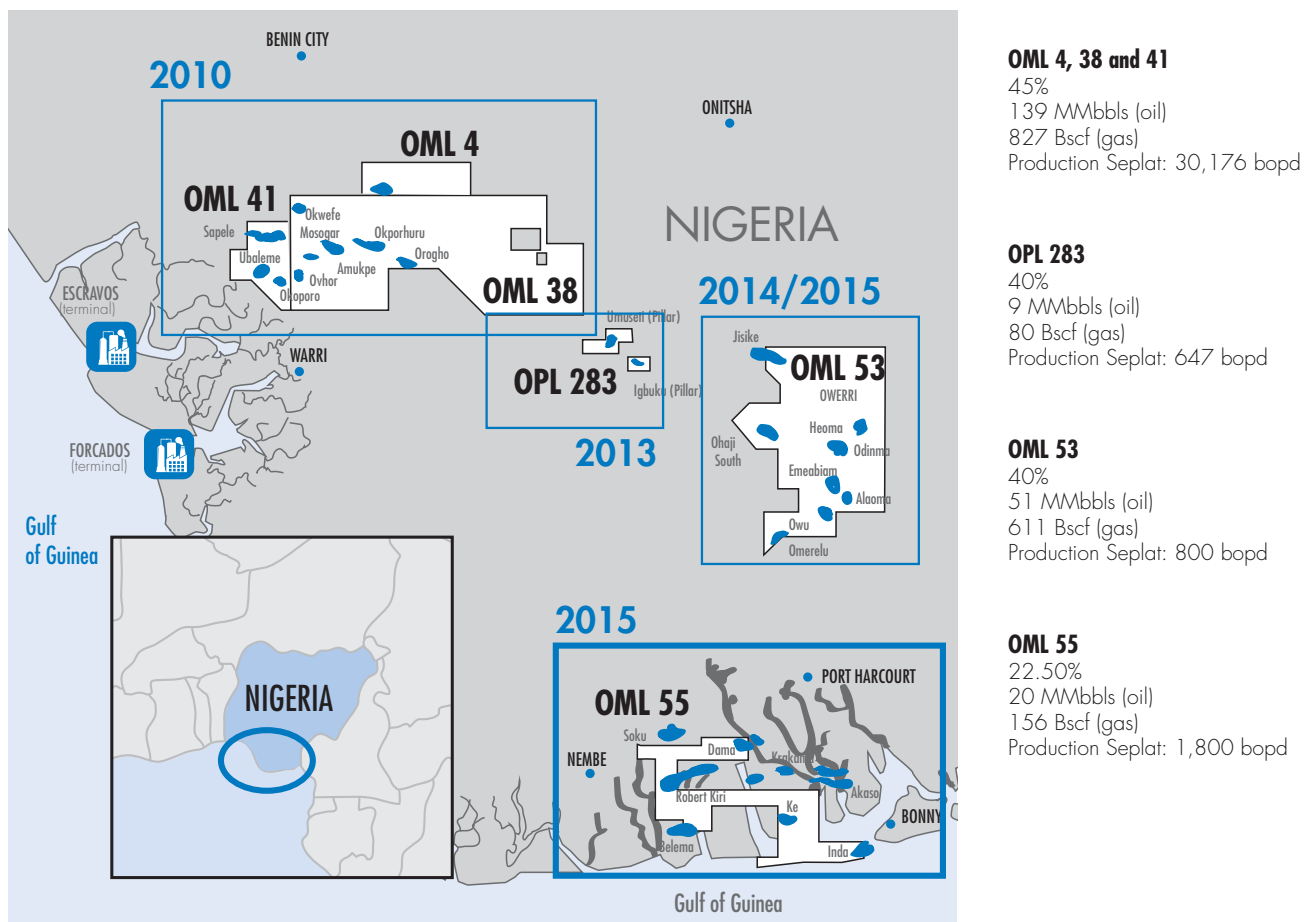 BENIN CITY
2010
ONITSHA
OML 4
OML 41
Okwefe
Sapele
Mosogar
Okporhuru
NIGERIA
Ubaleme
Orogho
Amukpe
Ovhor
Okoporo
OML 38
2014/2015
ESCRAVOS
(terminal)
Umuseti (Pillar)
Jisike
WARRI
OPL 283
Igbuku (Pillar)
OML 53
OWERRI
2013
Heoma
Ohaji
South
Odinma
FORCADOS
(terminal)
Emeabiam
Alaoma
Gulf
of Guinea
Owu
Omerelu
2015
NIGERIA
PORT HARCOURT
OML 55
Soku
Dama
NEMBE
Krakama
Robert Kiri
Akaso
Ke
BONNY
Belema
Inda
Gulf of Guinea
OML 4, 38 and 41
45%
139 MMbbls (oil)
827 Bscf (gas)
Production Seplat: 30,176 bopd
OPL 283
40%
9 MMbbls (oil)
80 Bscf (gas)
Production Seplat: 647 bopd
OML 53
40%
51 MMbbls (oil)
611 Bscf (gas)
Production Seplat: 800 bopd
OML 55
22.50%
20 MMbbls (oil)
156 Bscf (gas)
Production Seplat: 1,800 bopd